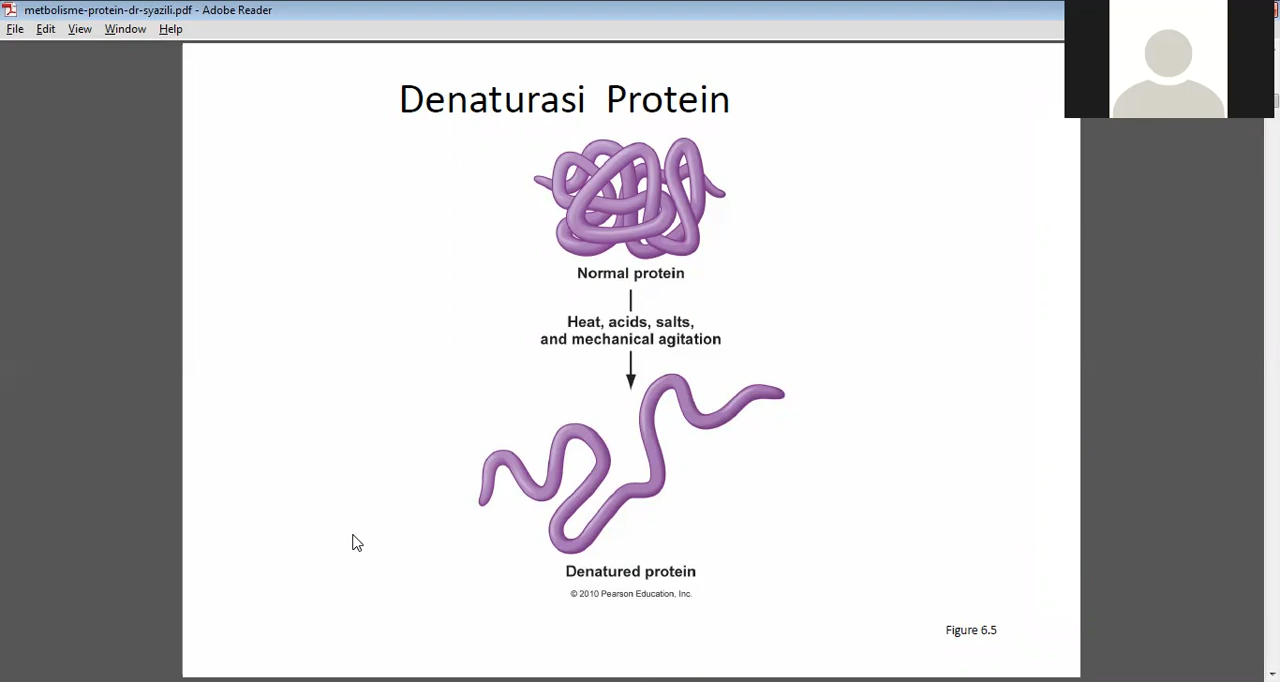 metbolisme-protein-dr-syazili.pdf - Adobe Reader
File Edit View Window Help
Denaturasi Protein
Normal protein
Heat, acids, salts,
and mechanical agitation
Denatured protein
© 2010 Pearson Education, Inc.
Figure 6.5